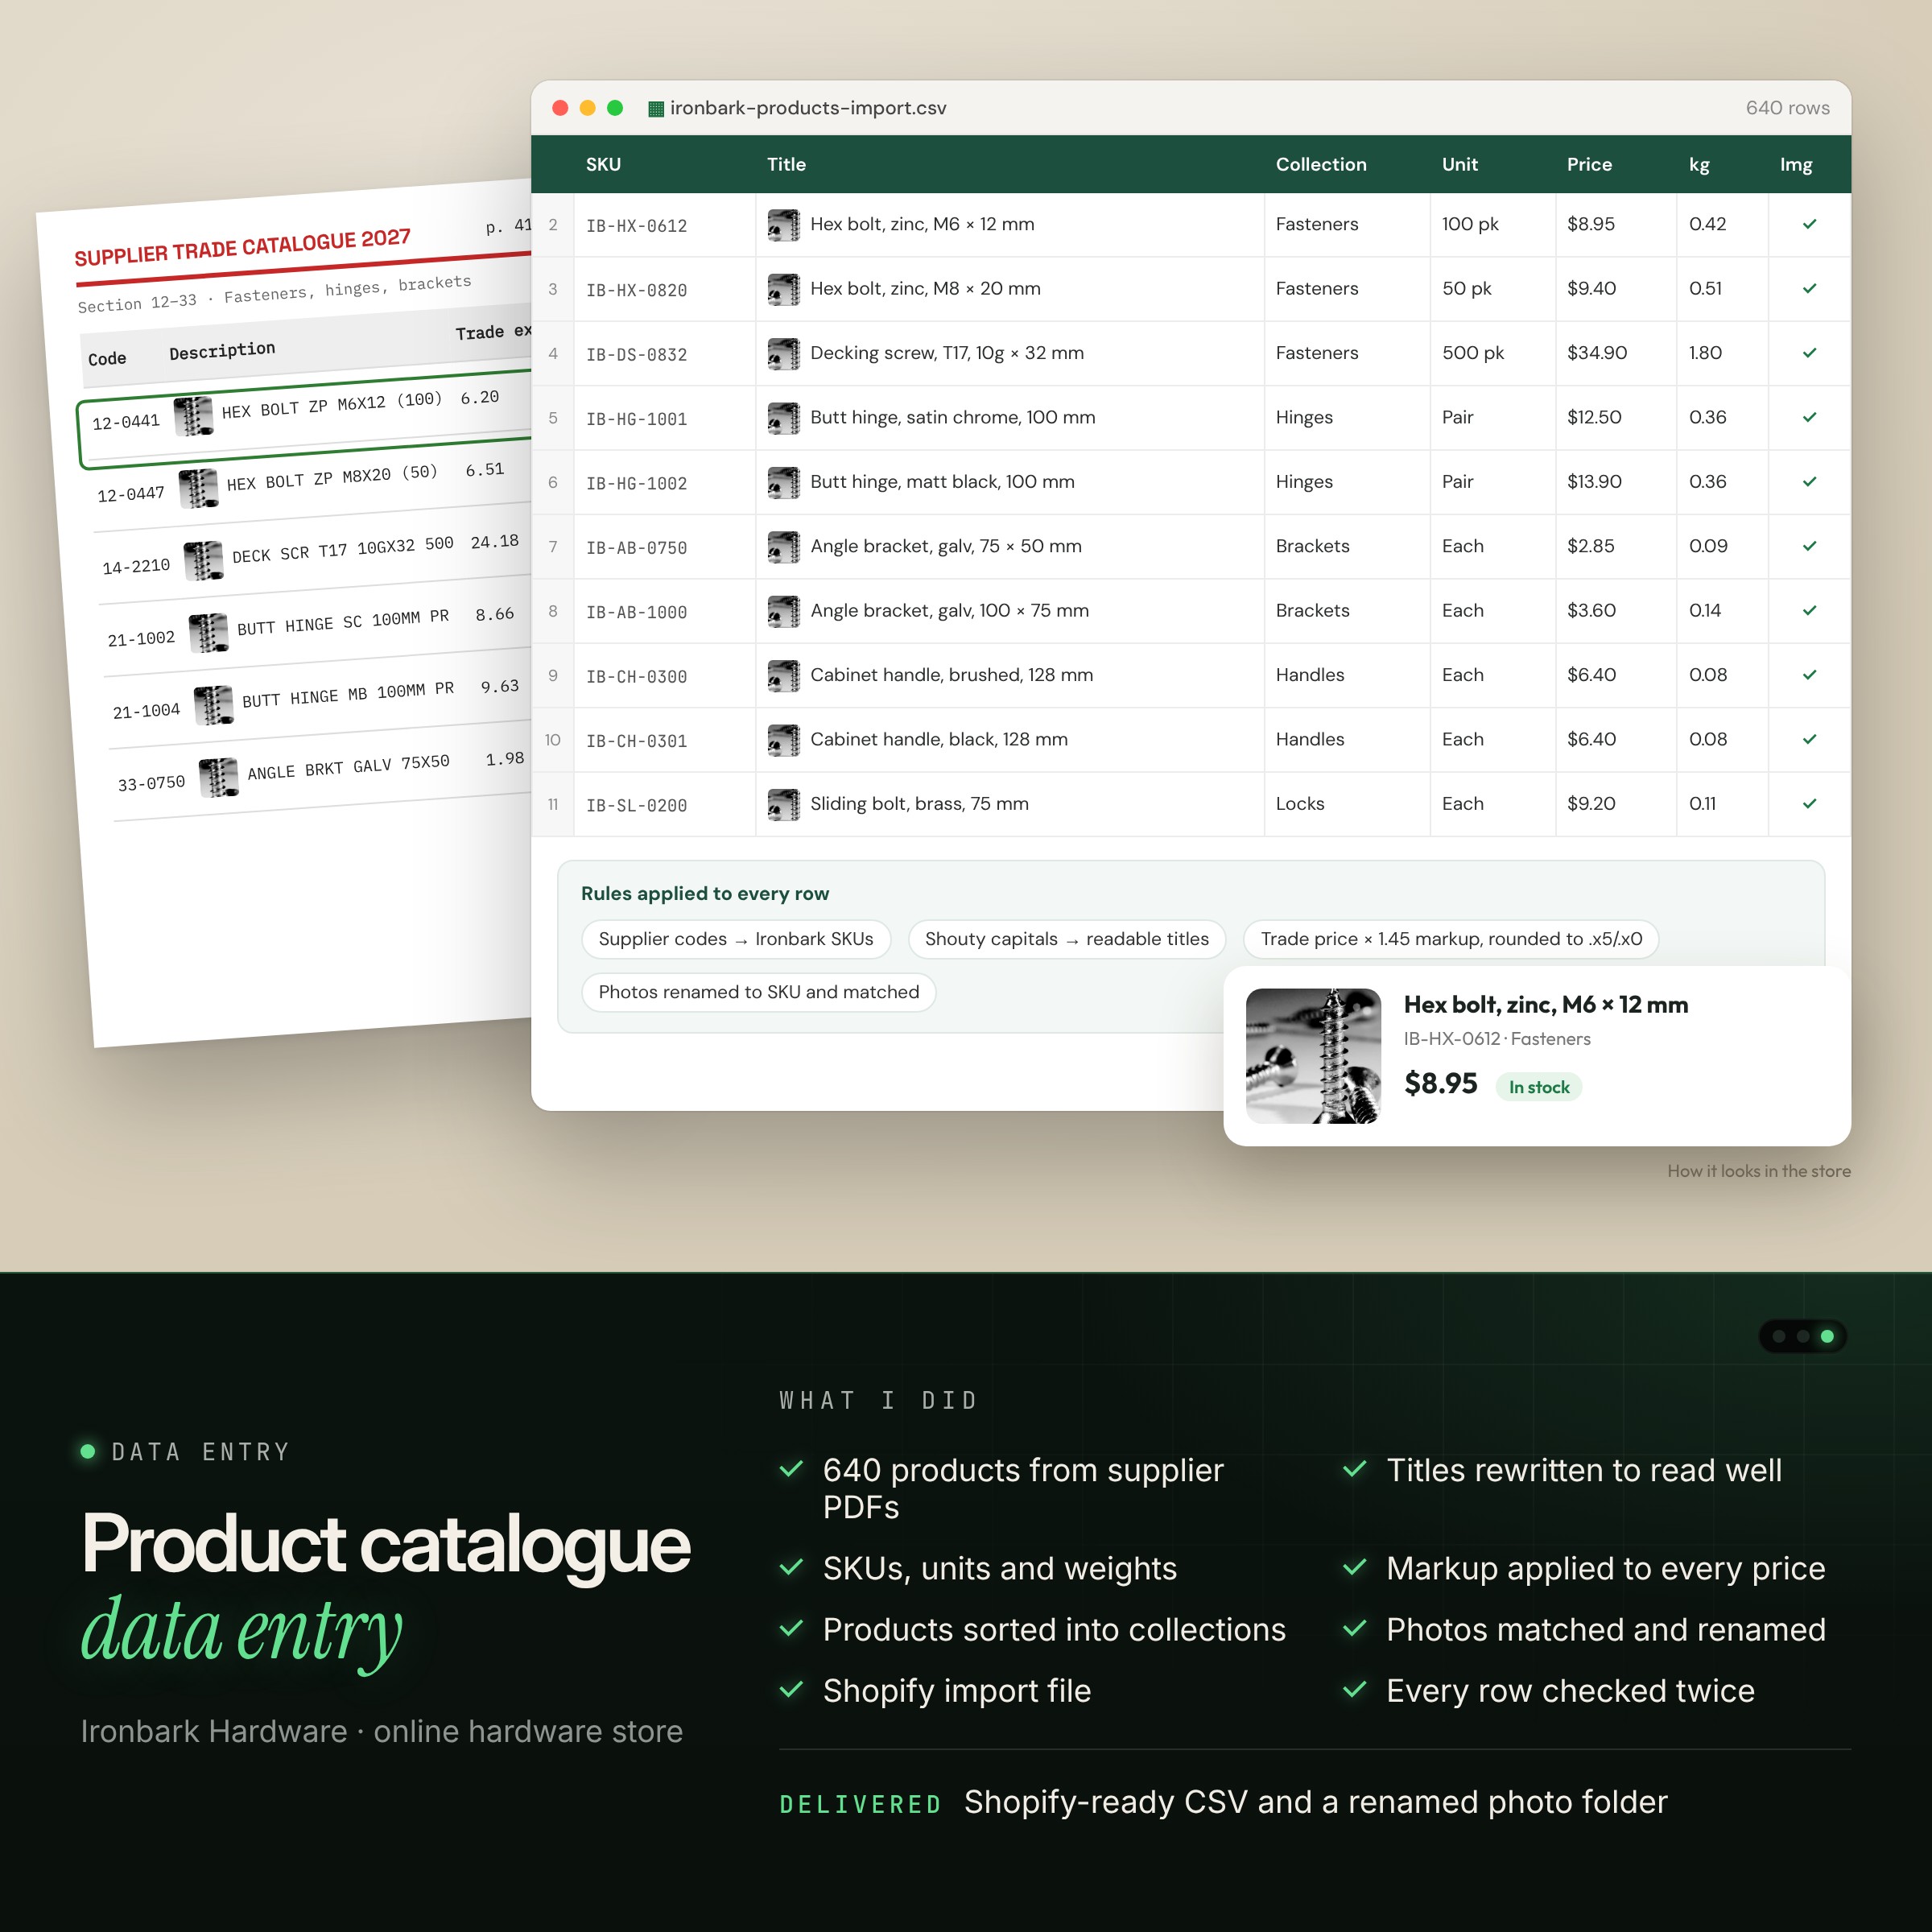 SUPPLIER TRADE CATALOGUE 2027 p. 41
Section 12–33 · Fasteners, hinges, brackets
Code Description Trade ex
12-0441 HEX BOLT ZP M6X12 (100) 6.20
12-0447 HEX BOLT ZP M8X20 (50) 6.51
14-2210 DECK SCR T17 10GX32 500 24.18
21-1002 BUTT HINGE SC 100MM PR 8.66
21-1004 BUTT HINGE MB 100MM PR 9.63
33-0750 ANGLE BRKT GALV 75X50 1.98
ironbark-products-import.csv 640 rows
SKU Title Collection Unit Price kg Img
2 IB-HX-0612 Hex bolt, zinc, M6 × 12 mm Fasteners 100 pk $8.95 0.42 ✓
3 IB-HX-0820 Hex bolt, zinc, M8 × 20 mm Fasteners 50 pk $9.40 0.51 ✓
4 IB-DS-0832 Decking screw, T17, 10g × 32 mm Fasteners 500 pk $34.90 1.80 ✓
5 IB-HG-1001 Butt hinge, satin chrome, 100 mm Hinges Pair $12.50 0.36 ✓
6 IB-HG-1002 Butt hinge, matt black, 100 mm Hinges Pair $13.90 0.36 ✓
7 IB-AB-0750 Angle bracket, galv, 75 × 50 mm Brackets Each $2.85 0.09 ✓
8 IB-AB-1000 Angle bracket, galv, 100 × 75 mm Brackets Each $3.60 0.14 ✓
9 IB-CH-0300 Cabinet handle, brushed, 128 mm Handles Each $6.40 0.08 ✓
10 IB-CH-0301 Cabinet handle, black, 128 mm Handles Each $6.40 0.08 ✓
11 IB-SL-0200 Sliding bolt, brass, 75 mm Locks Each $9.20 0.11 ✓
Rules applied to every row
Supplier codes → Ironbark SKUs Shouty capitals → readable titles Trade price × 1.45 markup, rounded to .x5/.x0
Photos renamed to SKU and matched
Hex bolt, zinc, M6 × 12 mm
IB-HX-0612 · Fasteners
$8.95 In stock
How it looks in the store
DATA ENTRY
Product catalogue
data entry
Ironbark Hardware · online hardware store
WHAT I DID
✓ 640 products from supplier
PDFs
✓ Titles rewritten to read well
✓ SKUs, units and weights
✓ Markup applied to every price
✓ Products sorted into collections
✓ Photos matched and renamed
✓ Shopify import file
✓ Every row checked twice
DELIVERED Shopify-ready CSV and a renamed photo folder